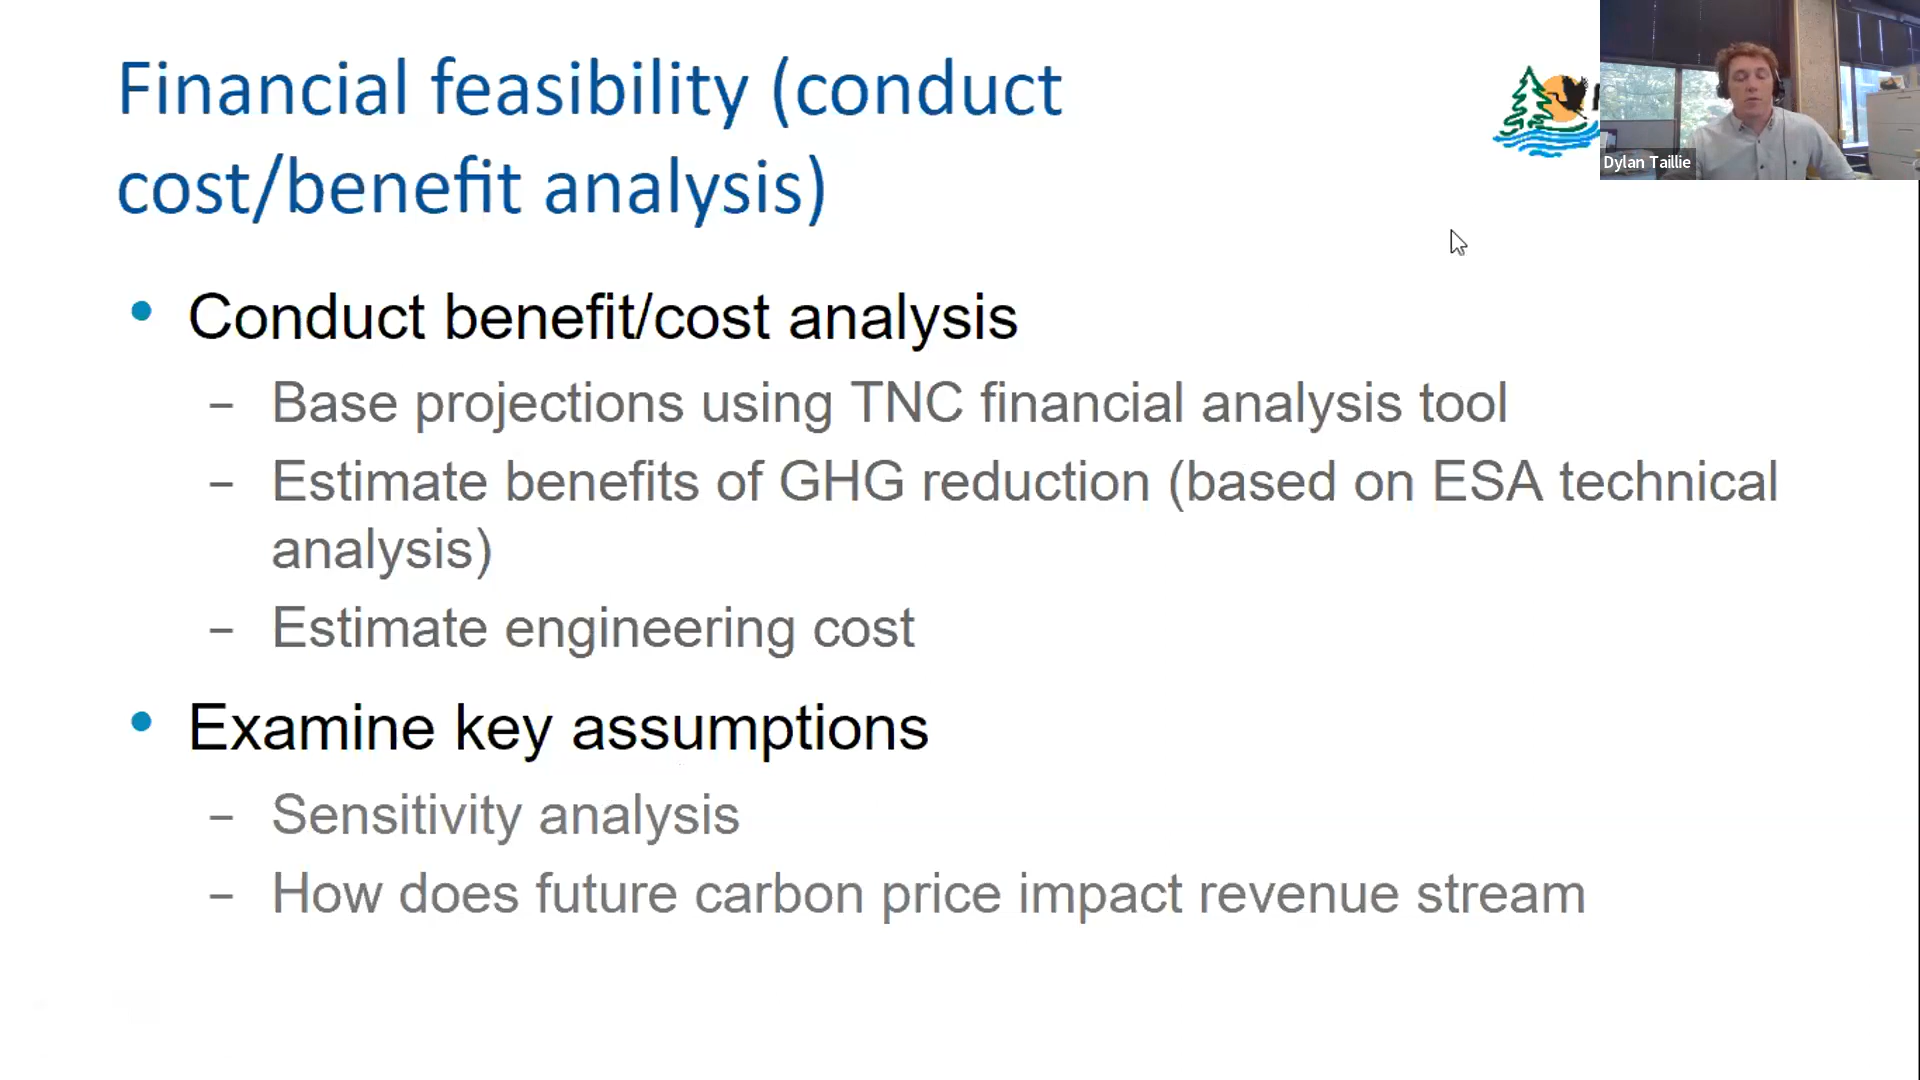 Financial feasibility (conduct
cost/benefit analysis)
Dylan Taillie
• Conduct benefit/cost analysis
– Base projections using TNC financial analysis tool
– Estimate benefits of GHG reduction (based on ESA technical
analysis)
– Estimate engineering cost
• Examine key assumptions
– Sensitivity analysis
– How does future carbon price impact revenue stream